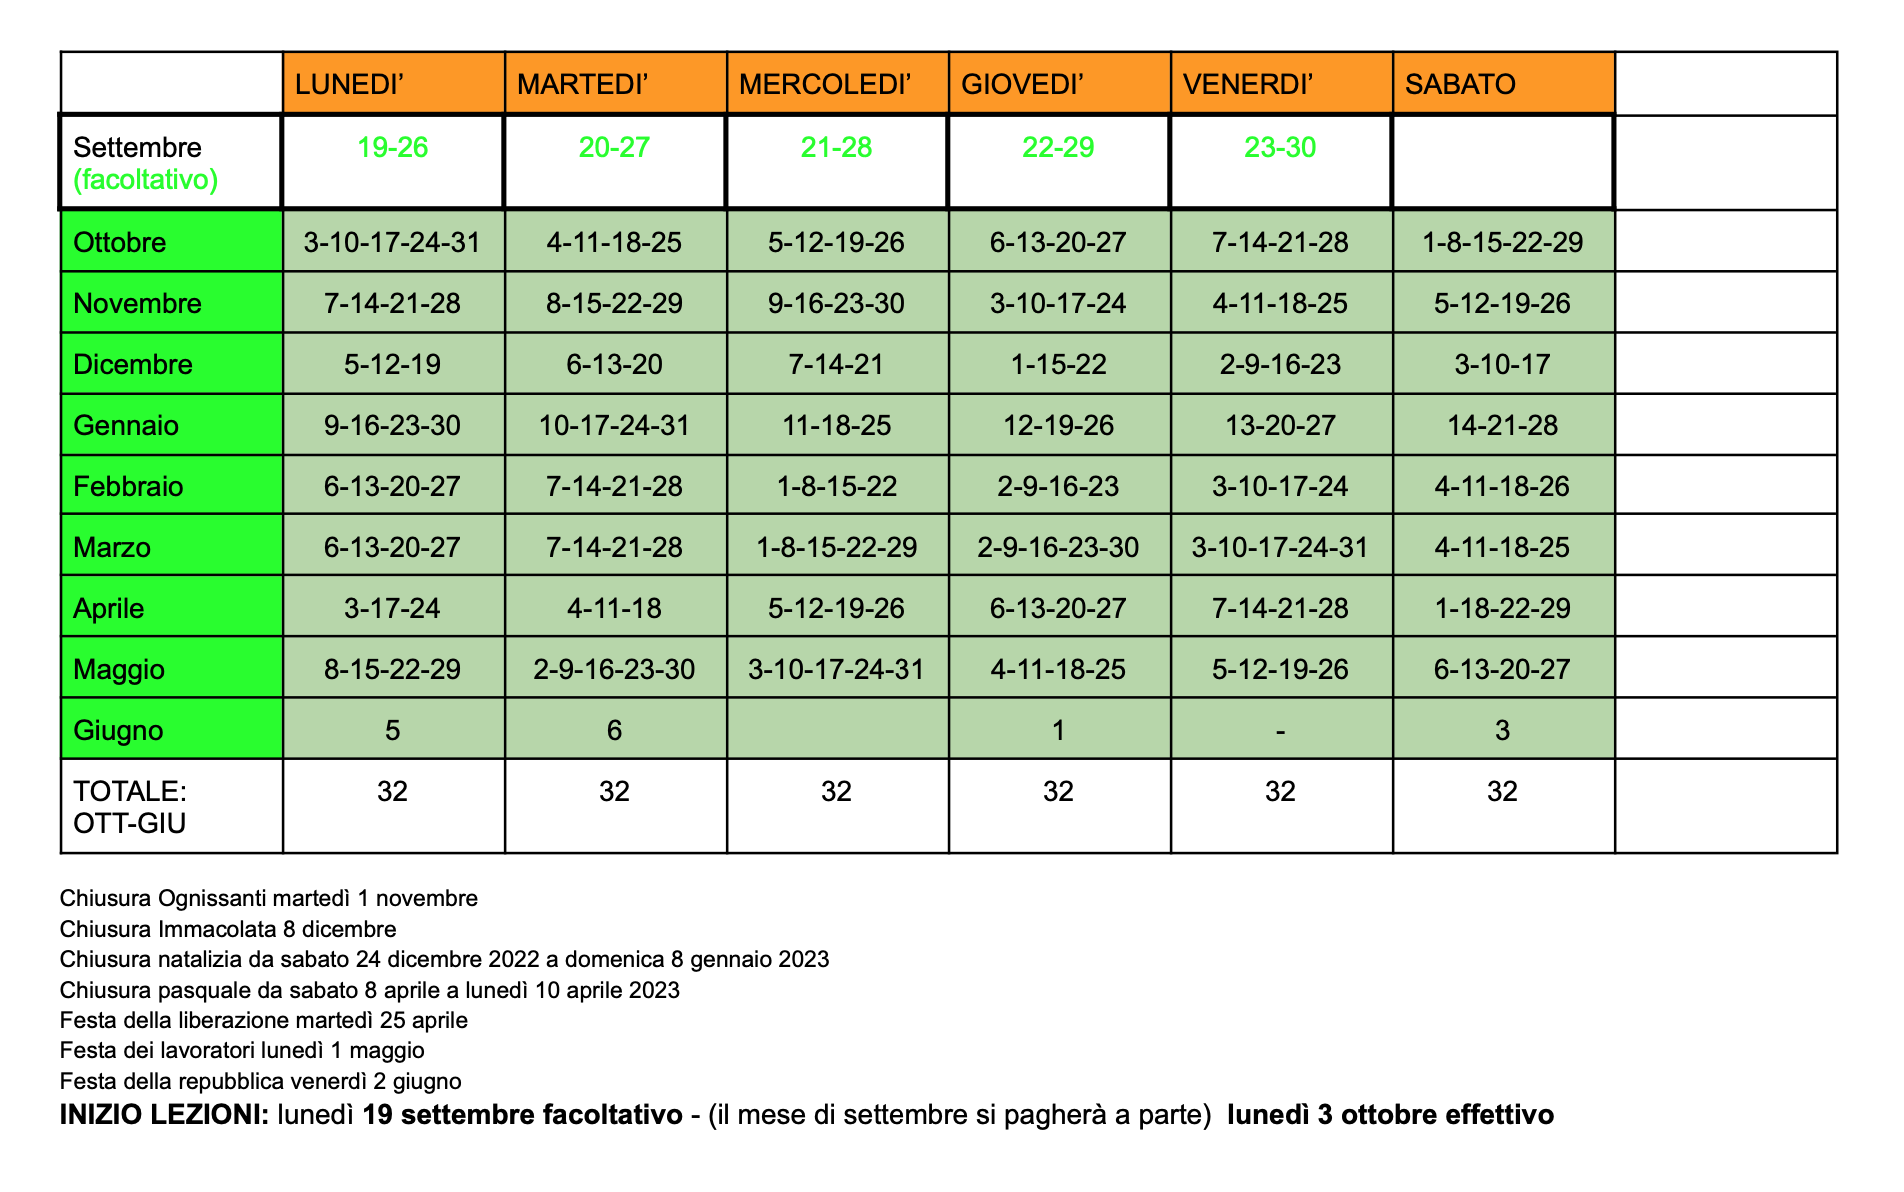 LUNEDI’ MARTEDI’ MERCOLEDI’ GIOVEDI’ VENERDI’ SABATO
Settembre 19-26 20-27 21-28 22-29 23-30
(facoltativo)
Ottobre 3-10-17-24-31 4-11-18-25 5-12-19-26 6-13-20-27 7-14-21-28 1-8-15-22-29
Novembre 7-14-21-28 8-15-22-29 9-16-23-30 3-10-17-24 4-11-18-25 5-12-19-26
Dicembre 5-12-19 6-13-20 7-14-21 1-15-22 2-9-16-23 3-10-17
Gennaio 9-16-23-30 10-17-24-31 11-18-25 12-19-26 13-20-27 14-21-28
Febbraio 6-13-20-27 7-14-21-28 1-8-15-22 2-9-16-23 3-10-17-24 4-11-18-26
Marzo 6-13-20-27 7-14-21-28 1-8-15-22-29 2-9-16-23-30 3-10-17-24-31 4-11-18-25
Aprile 3-17-24 4-11-18 5-12-19-26 6-13-20-27 7-14-21-28 1-18-22-29
Maggio 8-15-22-29 2-9-16-23-30 3-10-17-24-31 4-11-18-25 5-12-19-26 6-13-20-27
Giugno 5 6 1 - 3
TOTALE: 32 32 32 32 32 32
OTT-GIU
Chiusura Ognissanti martedì 1 novembre
Chiusura Immacolata 8 dicembre
Chiusura natalizia da sabato 24 dicembre 2022 a domenica 8 gennaio 2023
Chiusura pasquale da sabato 8 aprile a lunedì 10 aprile 2023
Festa della liberazione martedì 25 aprile
Festa dei lavoratori lunedì 1 maggio
Festa della repubblica venerdì 2 giugno
INIZIO LEZIONI: lunedì 19 settembre facoltativo - (il mese di settembre si pagherà a parte) lunedì 3 ottobre effettivo